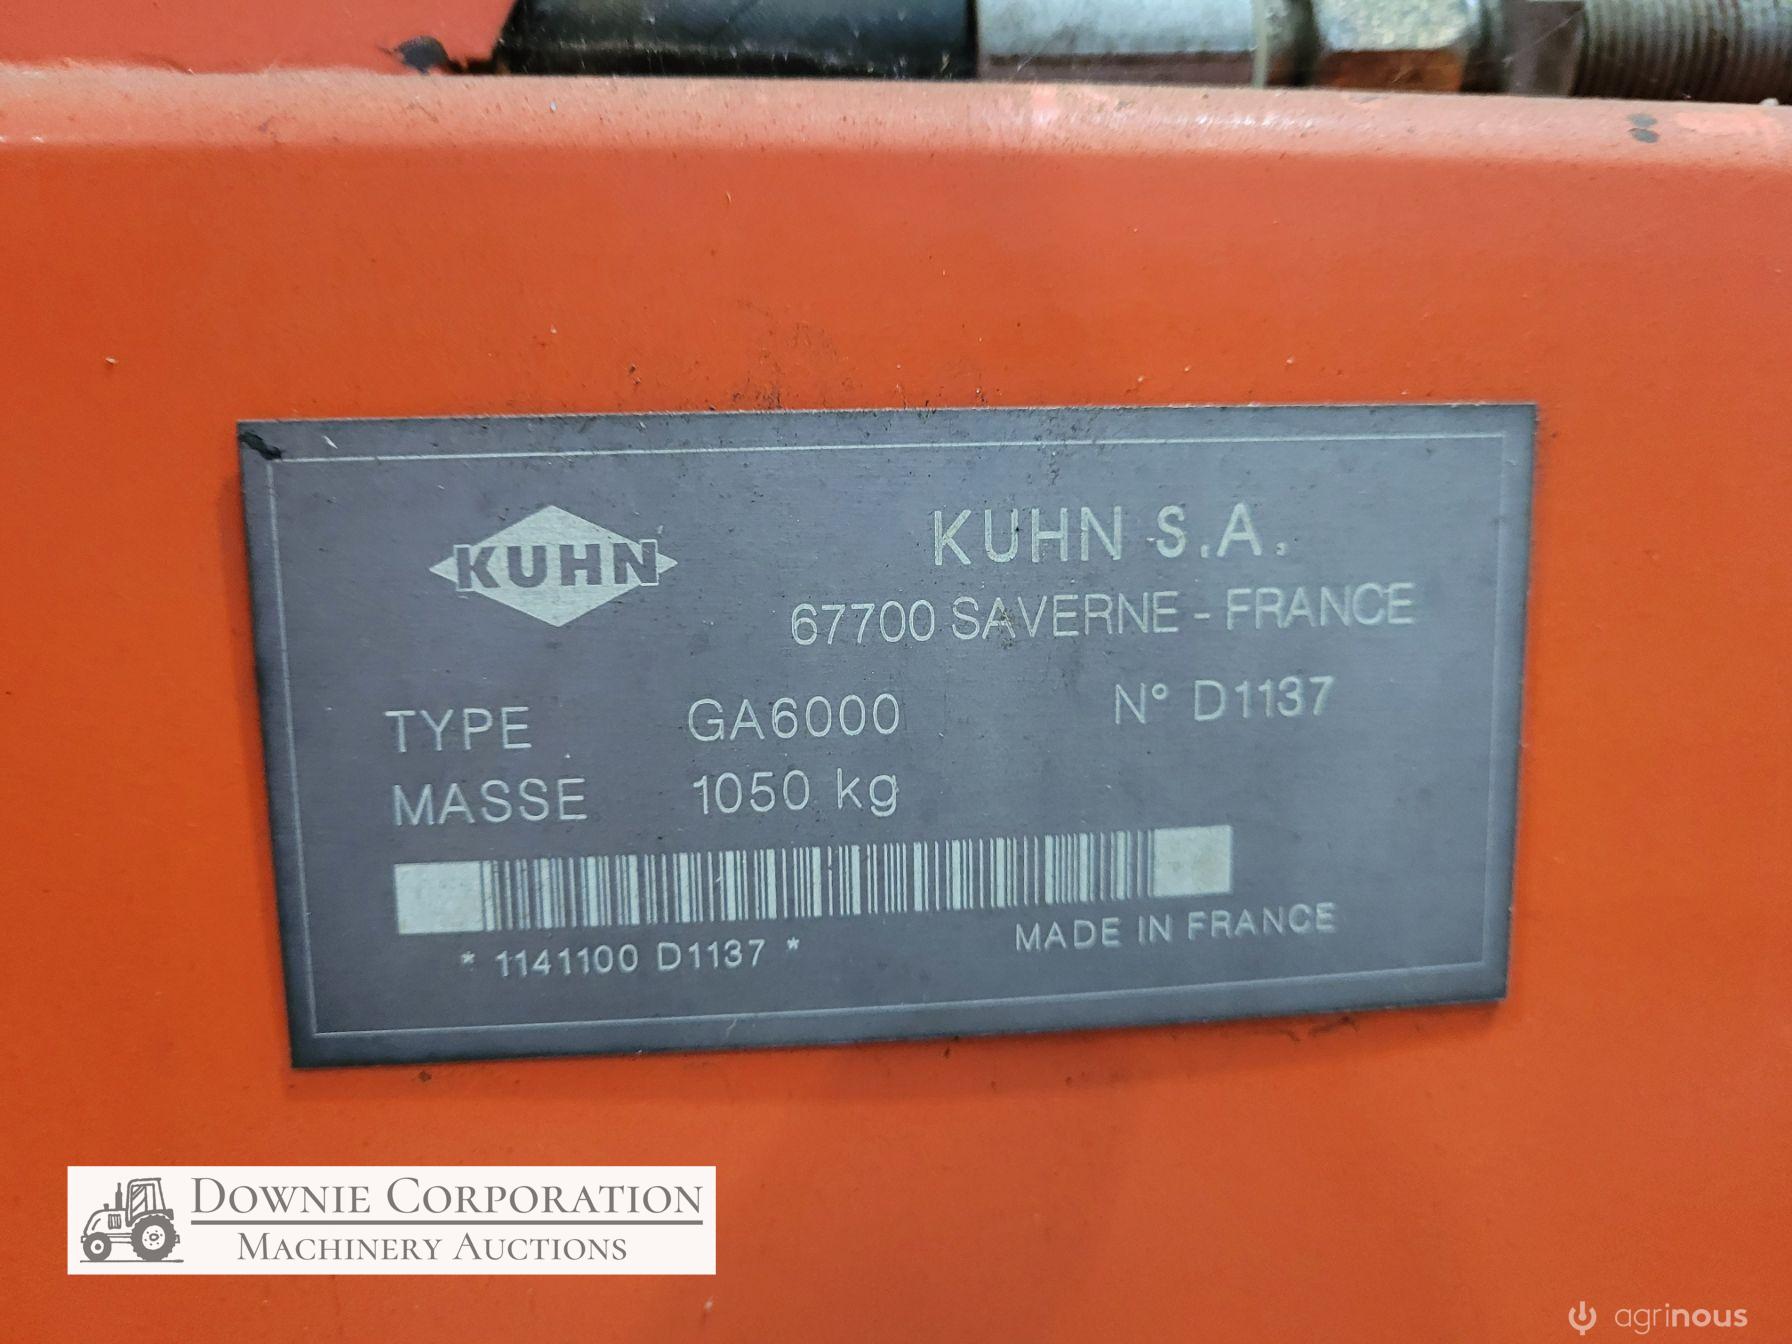 KUHN
KUHN S.A.
67700 SAVERNE - FRANCE
TYPE GA6000 N° D1137
MASSE 1050 kg
* 1141100 D1137 *
MADE IN FRANCE
DOWNIE CORPORATION
MACHINERY AUCTIONS
agrinous